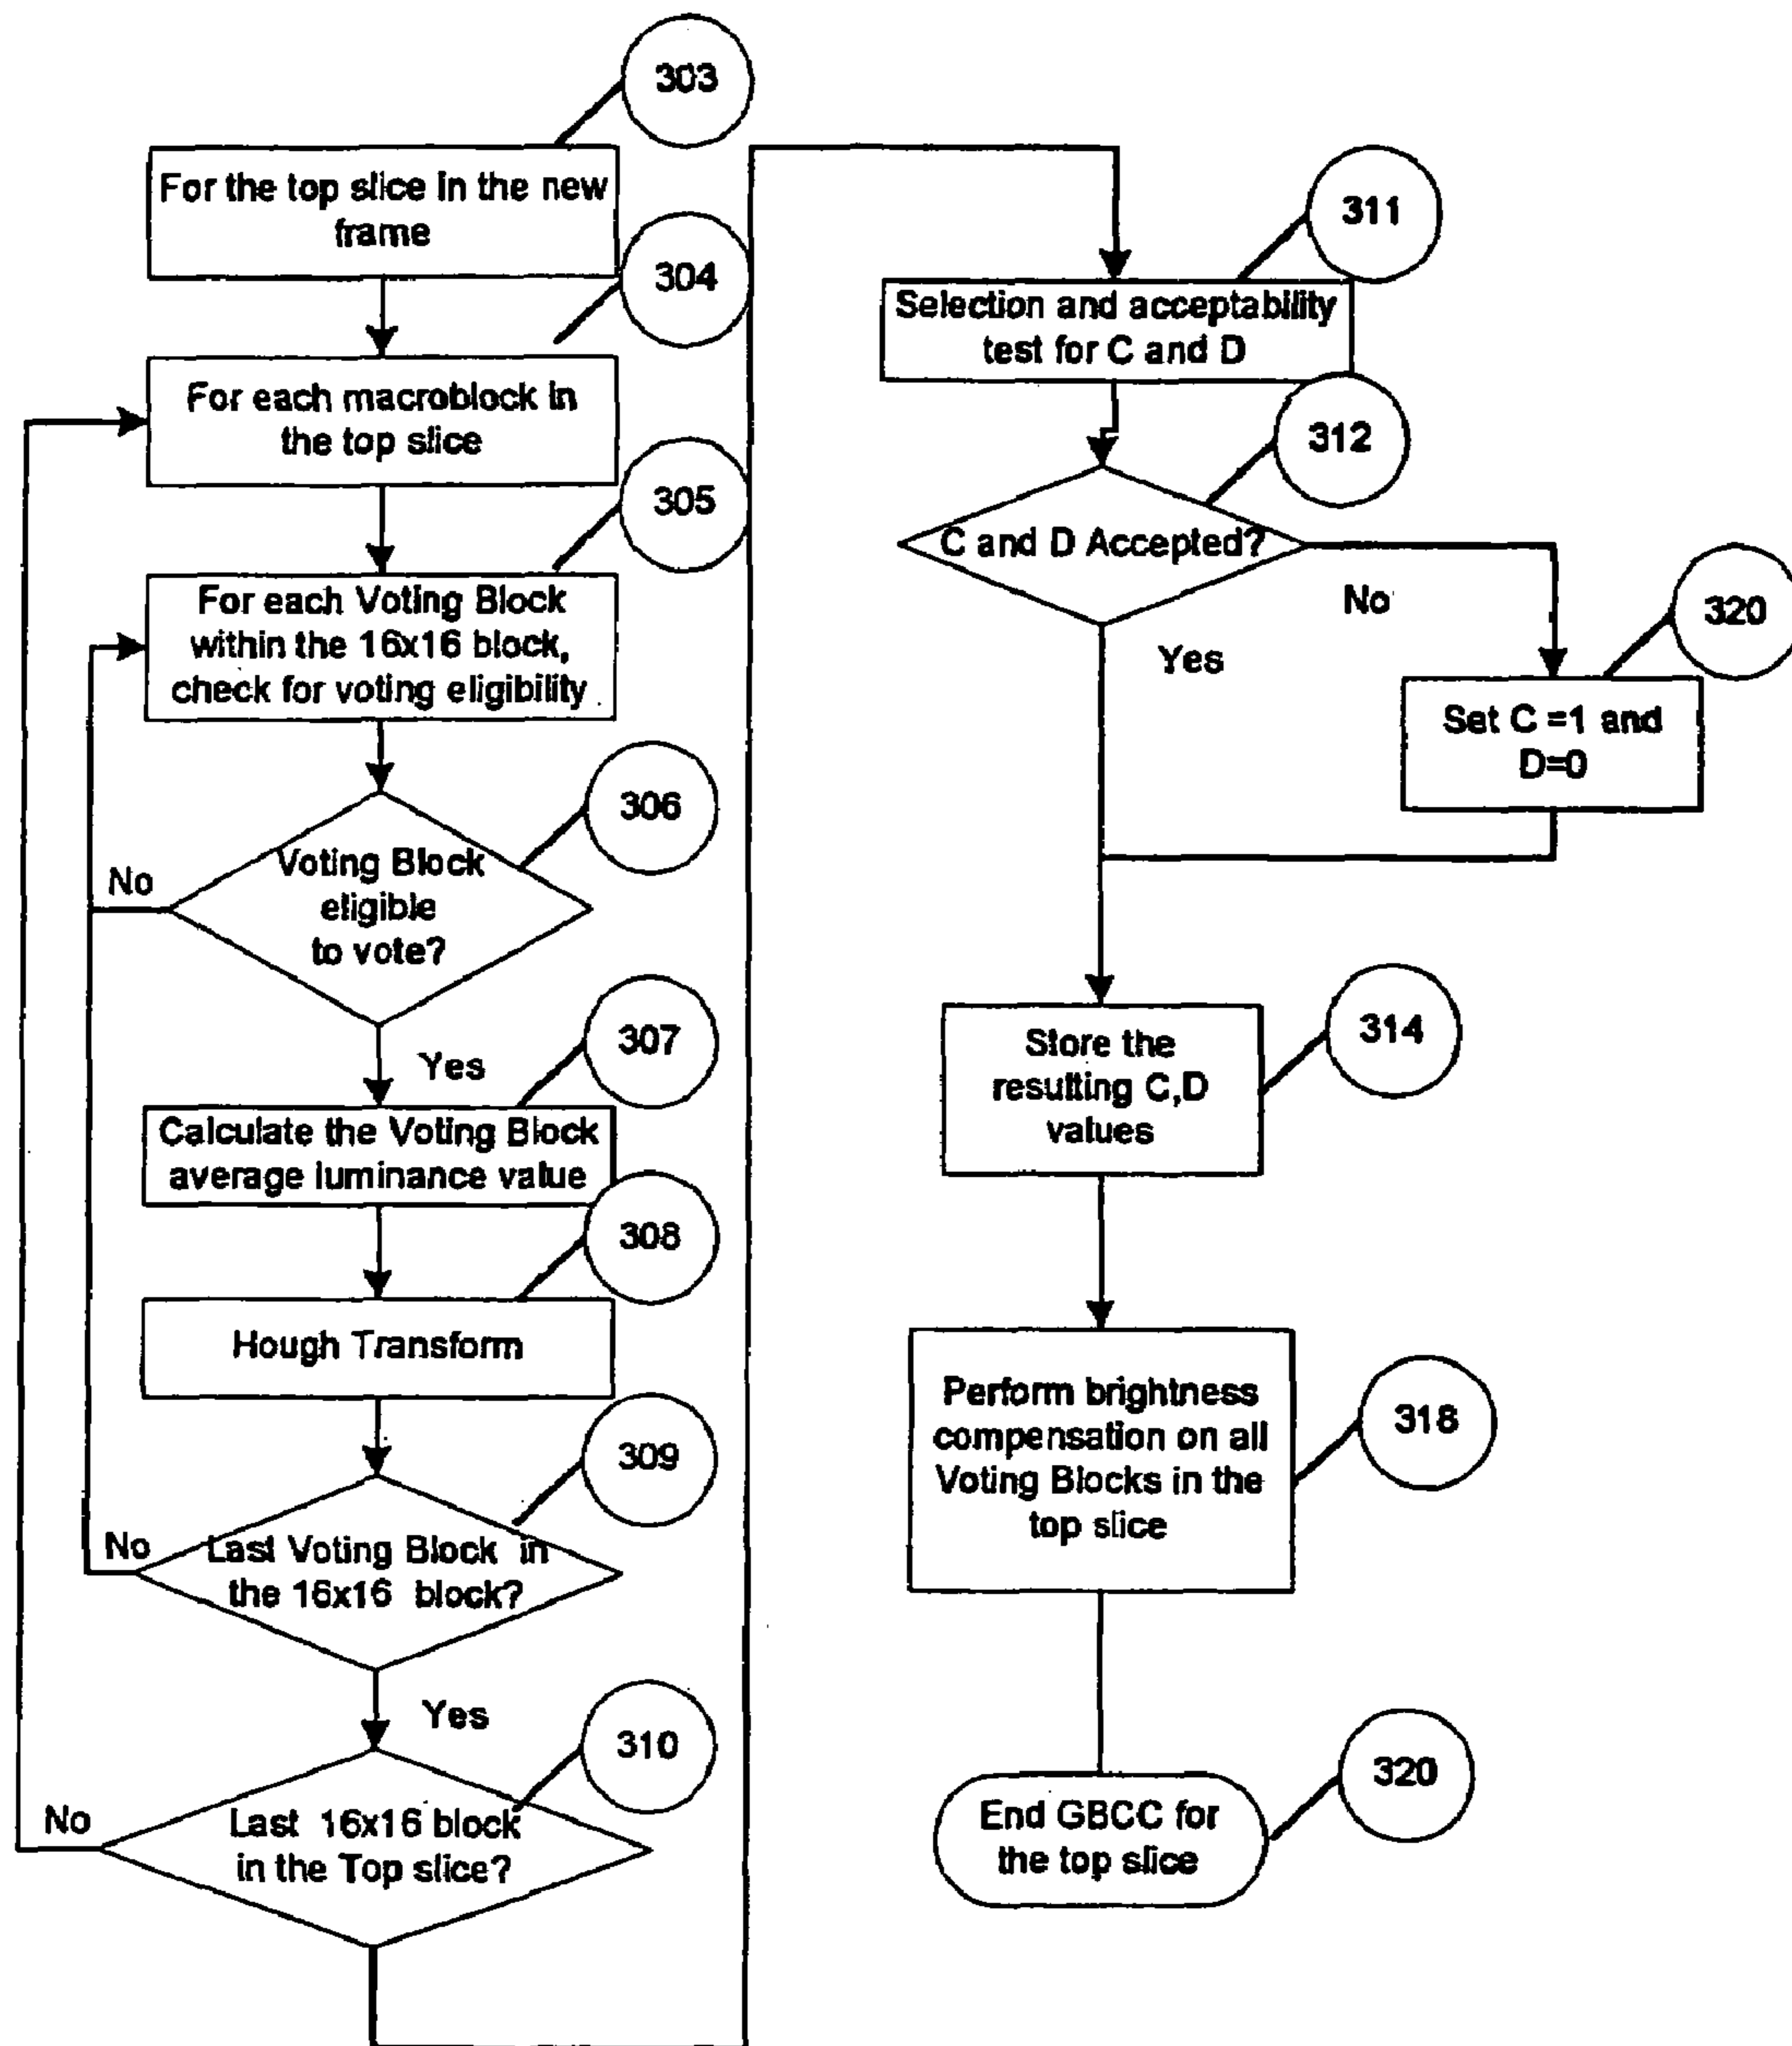 303
For the top slice in the new
frame
304
For each macroblock in
the top slice
305
For each Voting Block
within the 16x16 block,
check for voting eligibility
306
Voting Block
eligible
to vote?
No
Yes
307
Calculate the Voting Block
average luminance value
308
Hough Transform
309
Last Voting Block in
the 16x16 block?
No
Yes
310
Last 16x16 block
in the Top slice?
No
311
Selection and acceptability
test for C and D
312
C and D Accepted?
No
Yes
320
Set C =1 and
D=0
314
Store the
resulting C,D
values
318
Perform brightness
compensation on all
Voting Blocks in the
top slice
320
End GBCC for
the top slice